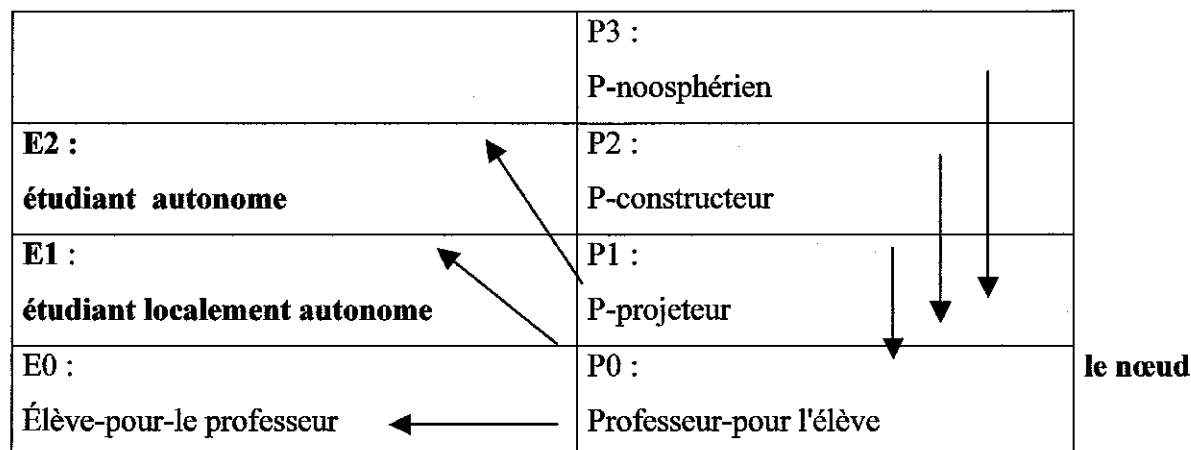 P3 :
P-noosphérien
E2 :
étudiant autonome
P2 :
P-constructeur
E1 :
étudiant localement autonome
P1 :
P-projeteur
E0 :
Élève-pour-le professeur
P0 :
Professeur-pour l'élève
le nœud